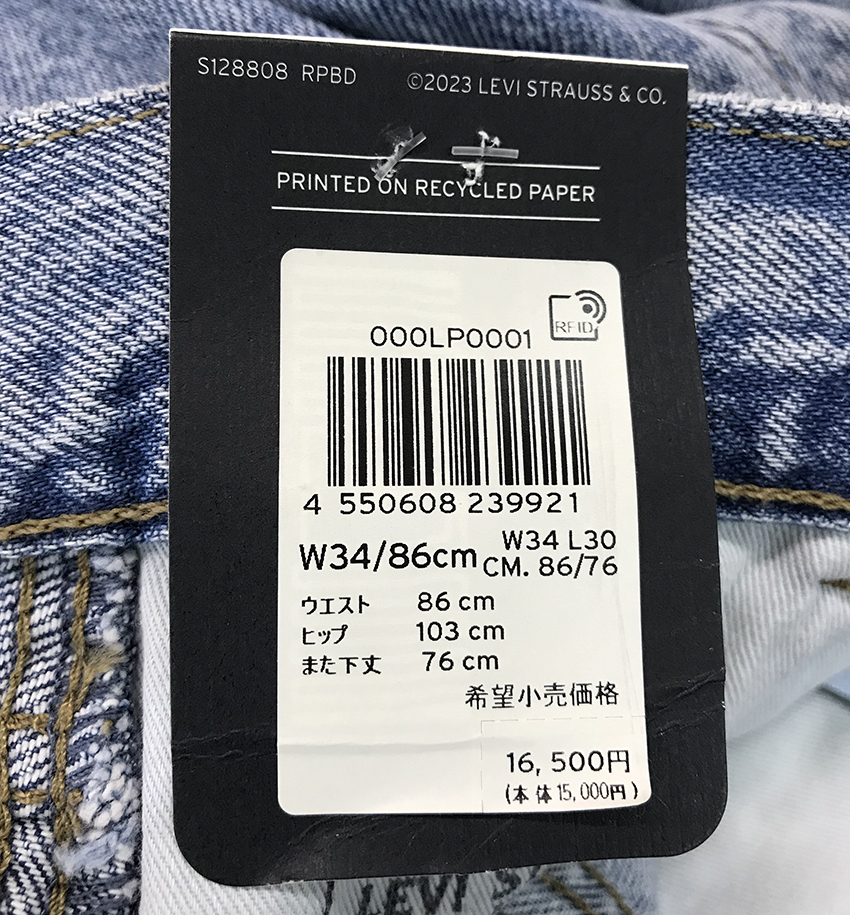 S128808 RPBD
©2023 LEVI STRAUSS & CO.
PRINTED ON RECYCLED PAPER
RFID
000LP0001
4 550608 239921
W34/86cm
W34 L30
CM. 86/76
ウエスト 86 cm
ヒップ 103 cm
また下丈 76 cm
希望小売価格
16,500円
(本体15,000円)
LEVI S